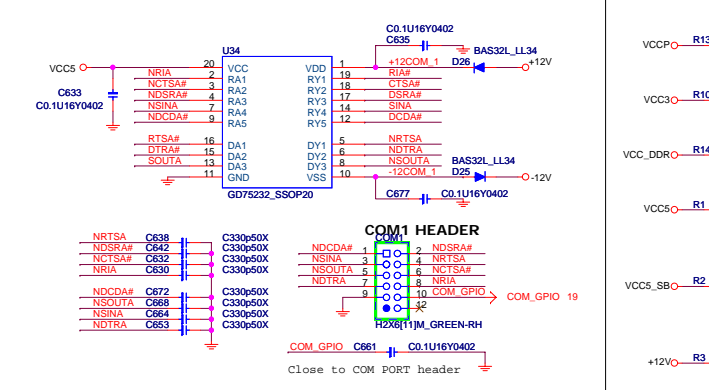 C0.1U16Y0402
C635
BAS32L_LL34
U34
VCC5
20 VCC VDD 1 +12COM_1 D26 +12V
NRIA 2 RA1 RY1 19 RIA#
NCTSA# 3 RA2 RY2 18 CTSA#
NDSRA# 4 RA3 RY3 17 DSRA#
NSINA 7 RA4 RY4 14 SINA
NDCDA# 9 RA5 RY5 12 DCDA#
C633
C0.1U16Y0402
RTSA# 16 DA1 DY1 5 NRTSA
DTRA# 15 DA2 DY2 6 NDTRA
SOUTA 13 DA3 DY3 8 NSOUTA
11 GND VSS 10 -12COM_1
BAS32L_LL34
D25
-12V
GD75232_SSOP20
C677 C0.1U16Y0402
NRTSA C638 C330p50X
NDSRA# C642 C330p50X
NCTSA# C632 C330p50X
NRIA C630 C330p50X
NDCDA# C672 C330p50X
NSOUTA C668 C330p50X
NSINA C664 C330p50X
NDTRA C653 C330p50X
COM1 HEADER
COM1
NDCDA# 1 2 NDSRA#
NSINA 3 4 NRTSA
NSOUTA 5 6 NCTSA#
NDTRA 7 8 NRIA
9 10 COM_GPIO
12
COM_GPIO 19
H2X6[11]M_GREEN-RH
COM_GPIO C661 C0.1U16Y0402
Close to COM PORT header
VCCP R13
VCC3 R10
VCC_DDR R14
VCC5 R1
VCC5_SB R2
+12V R3